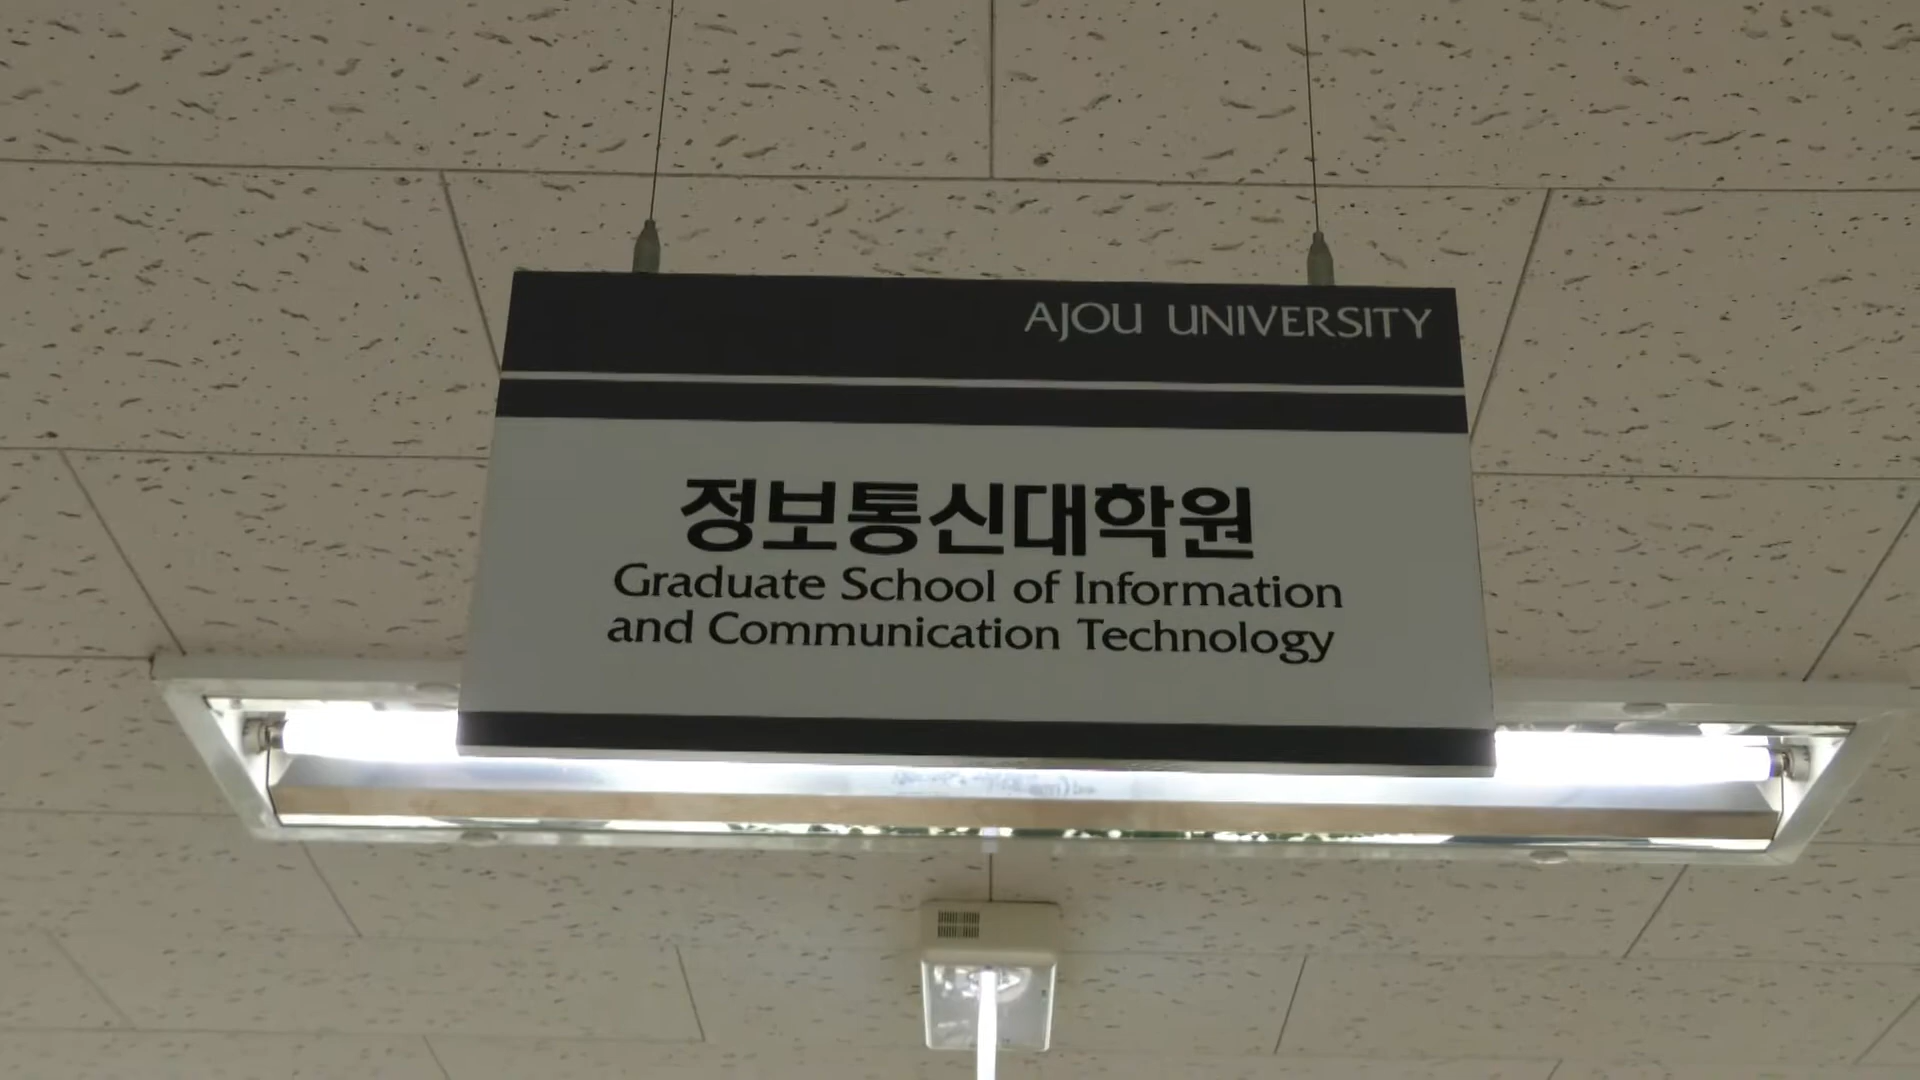 AJOU UNIVERSITY
정보통신대학원
Graduate School of Information
and Communication Technology